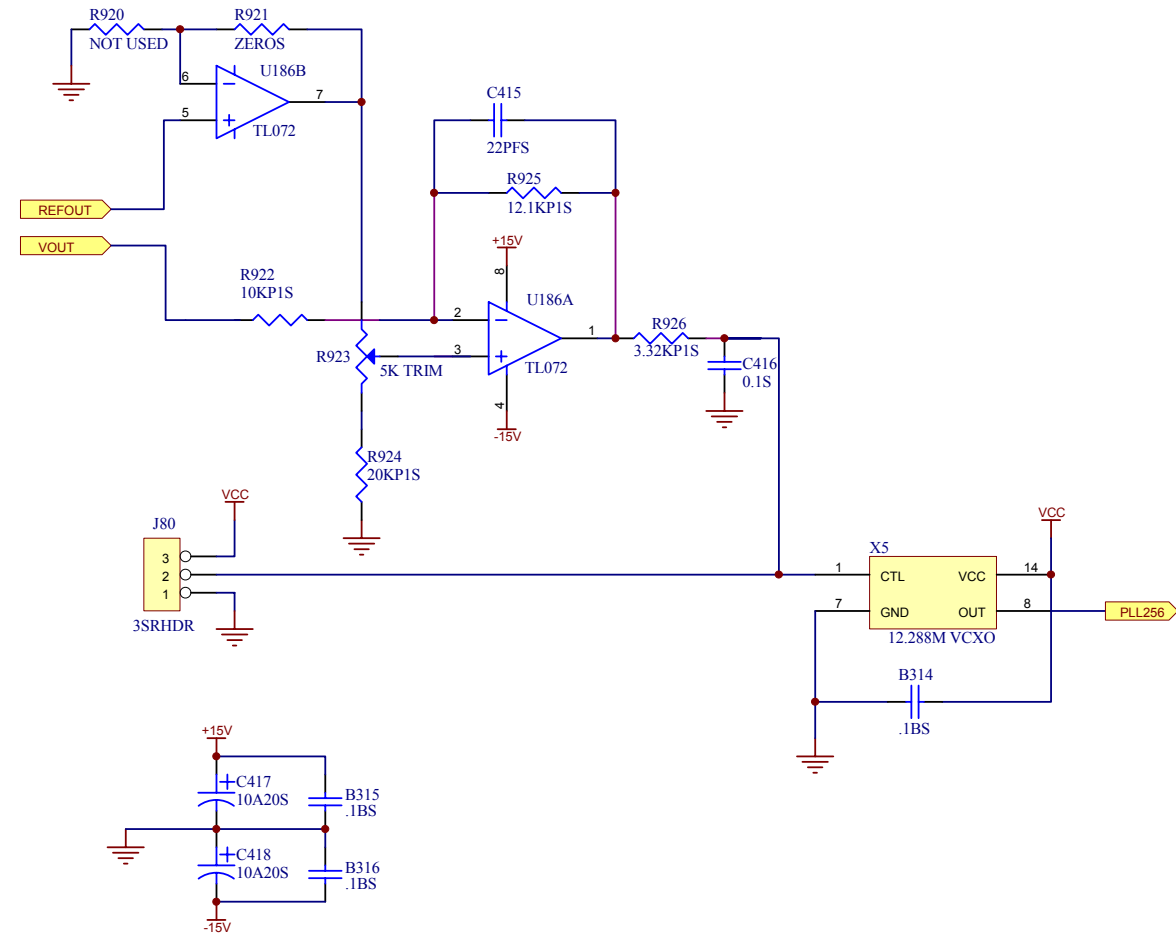 R920
NOT USED
R921
ZEROS
U186B
6
5
7
TL072
REFOUT
VOUT
C415
22PFS
R925
12.1KP1S
R922
10KP1S
+15V
8
U186A
2
3
1
TL072
4
-15V
R923
5K TRIM
R926
3.32KP1S
C416
0.1S
R924
20KP1S
VCC
J80
3
2
1
3SRHDR
VCC
X5
1
CTL
VCC
14
7
GND
OUT
8
12.288M VCXO
PLL256
B314
.1BS
+15V
C417
10A20S
B315
.1BS
C418
10A20S
B316
.1BS
-15V